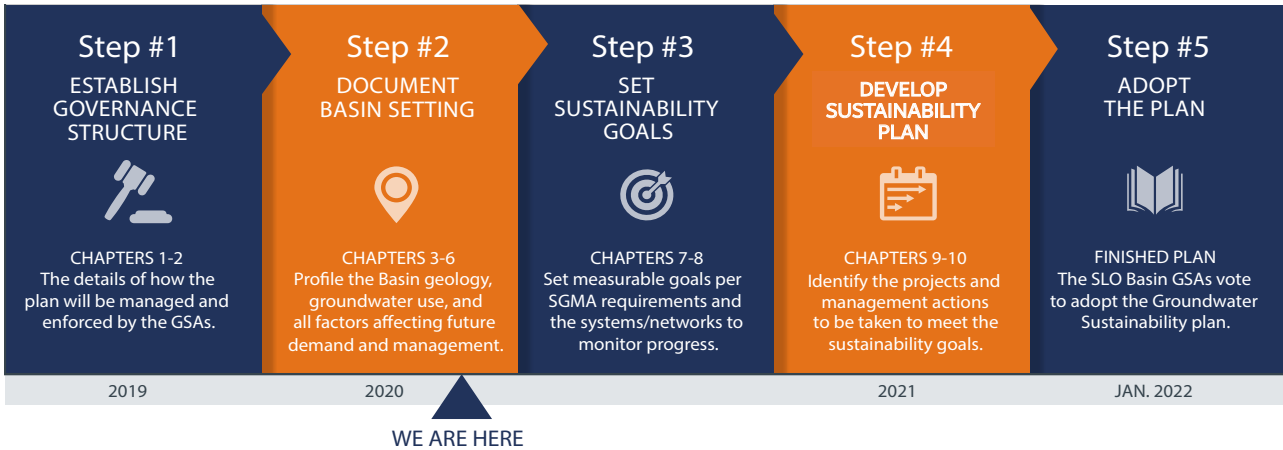 Step #1
ESTABLISH
GOVERNANCE
STRUCTURE
CHAPTERS 1-2
The details of how the
plan will be managed and
enforced by the GSAs.
2019
Step #2
DOCUMENT
BASIN SETTING
CHAPTERS 3-6
Profile the Basin geology,
groundwater use, and
all factors affecting future
demand and management.
2020
Step #3
SET
SUSTAINABILITY
GOALS
CHAPTERS 7-8
Set measurable goals per
SGMA requirements and
the systems/networks to
monitor progress.
Step #4
DEVELOP
SUSTAINABILITY
PLAN
CHAPTERS 9-10
Identify the projects and
management actions
to be taken to meet the
sustainability goals.
2021
Step #5
ADOPT
THE PLAN
FINISHED PLAN
The SLO Basin GSAs vote
to adopt the Groundwater
Sustainability plan.
JAN. 2022
WE ARE HERE